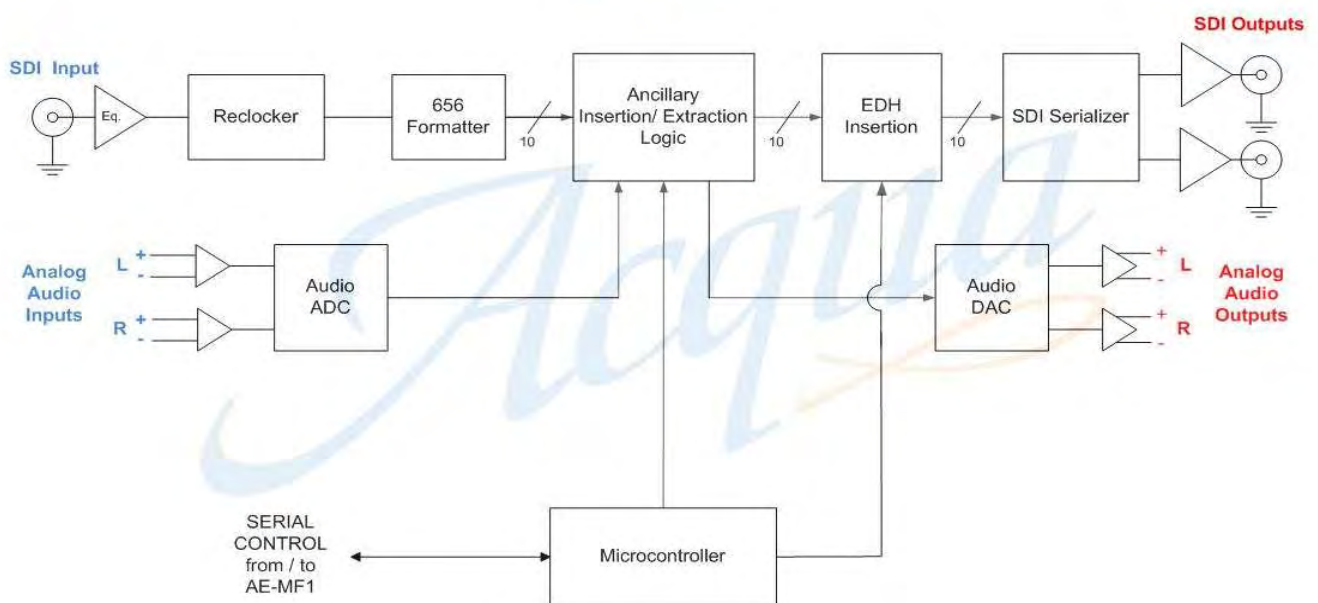 SDI Outputs
SDI Input
Eq.
Reclocker
656
Formatter
10
Ancillary
Insertion/ Extraction
Logic
10
EDH
Insertion
10
SDI Serializer
Analog
Audio
Inputs
L + -
R + -
Audio
ADC
Audio
DAC
+ L -
+ R -
Analog
Audio
Outputs
Acqua
SERIAL
CONTROL
from / to
AE-MF1
Microcontroller